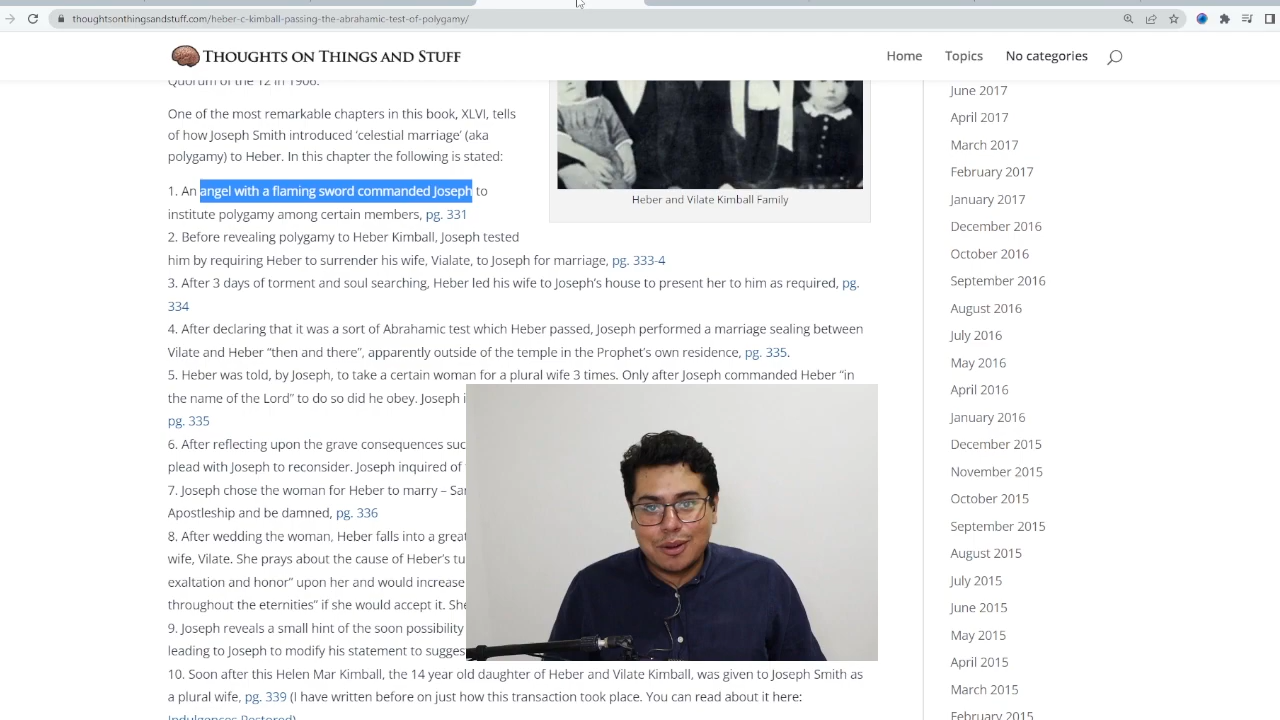 thoughtsonthingsandstuff.com/heber-c-kimball-passing-the-abrahamic-test-of-polygamy/
THOUGHTS ON THINGS AND STUFF
Home Topics No categories
Quorum of the 12 in 1906.
One of the most remarkable chapters in this book, XLVI, tells
of how Joseph Smith introduced ‘celestial marriage’ (aka
polygamy) to Heber. In this chapter the following is stated:
Heber and Vilate Kimball Family
1. An angel with a flaming sword commanded Joseph to
institute polygamy among certain members, pg. 331
2. Before revealing polygamy to Heber Kimball, Joseph tested
him by requiring Heber to surrender his wife, Vialate, to Joseph for marriage, pg. 333-4
3. After 3 days of torment and soul searching, Heber led his wife to Joseph’s house to present her to him as required, pg.
334
4. After declaring that it was a sort of Abrahamic test which Heber passed, Joseph performed a marriage sealing between
Vilate and Heber “then and there”, apparently outside of the temple in the Prophet’s own residence, pg. 335.
5. Heber was told, by Joseph, to take a certain woman for a plural wife 3 times. Only after Joseph commanded Heber “in
the name of the Lord” to do so did he obey. Joseph
pg. 335
6. After reflecting upon the grave consequences
plead with Joseph to reconsider. Joseph inquired of
7. Joseph chose the woman for Heber to marry –
Apostleship and be damned, pg. 336
8. After wedding the woman, Heber falls into a
wife, Vilate. She prays about the cause of Heber’s
exaltation and honor” upon her and would increase
throughout the eternities” if she would accept it.
9. Joseph reveals a small hint of the soon possibility
leading to Joseph to modify his statement to
10. Soon after this Helen Mar Kimball, the 14 year old daughter of Heber and Vilate Kimball, was given to Joseph Smith as
a plural wife, pg. 339 (I have written before on just how this transaction took place. You can read about it here:
Indulgences Restored)
June 2017
April 2017
March 2017
February 2017
January 2017
December 2016
October 2016
September 2016
August 2016
July 2016
May 2016
April 2016
January 2016
December 2015
November 2015
October 2015
September 2015
August 2015
July 2015
June 2015
May 2015
April 2015
March 2015
February 2015